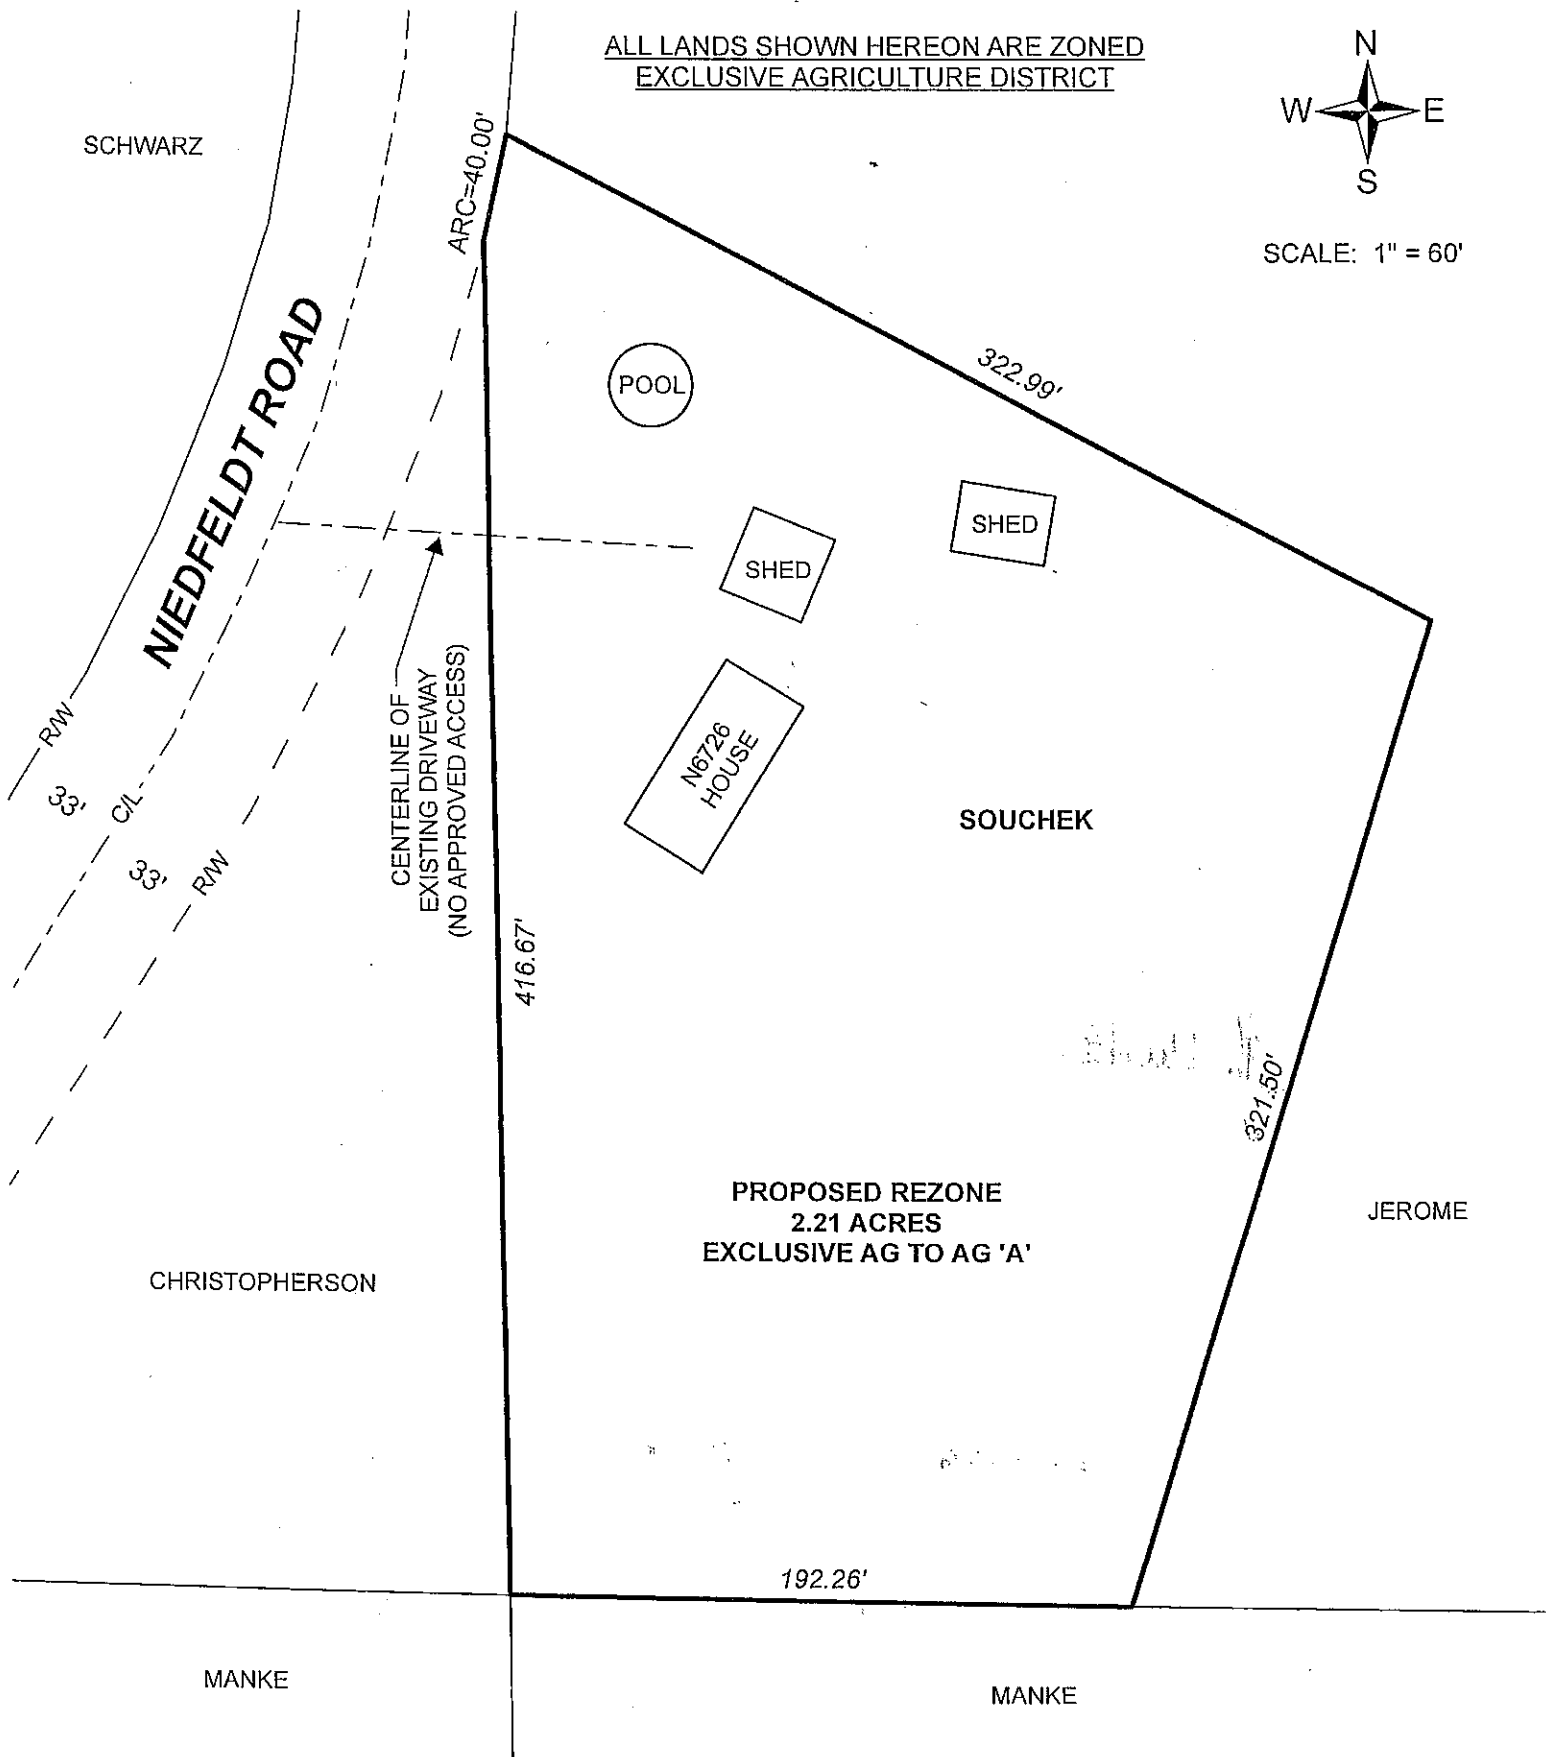 ALL LANDS SHOWN HEREON ARE ZONED
EXCLUSIVE AGRICULTURE DISTRICT
N
W E
S
SCALE: 1" = 60'
SCHWARZ
ARC=40.00'
NIEDFELDT ROAD
POOL
322.99'
SHED
SHED
N6726
HOUSE
CENTERLINE OF
EXISTING DRIVEWAY
(NO APPROVED ACCESS)
R/W
33'
C/L
33'
R/W
SOUCHEK
416.67'
321.50'
PROPOSED REZONE
2.21 ACRES
EXCLUSIVE AG TO AG 'A'
JEROME
CHRISTOPHERSON
192.26'
MANKE
MANKE